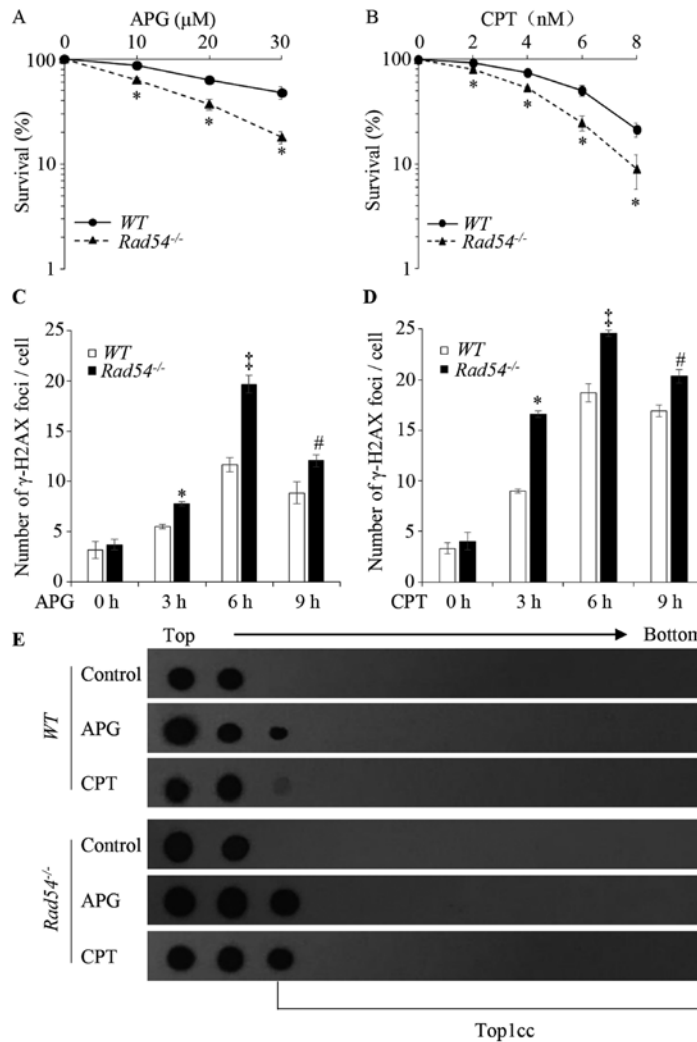 A
APG (μM)
0 10 20 30
100
10
1
Survival (%)
* * *
WT
Rad54-/-
B
CPT (nM)
0 2 4 6 8
100
10
1
Survival (%)
* * * *
WT
Rad54-/-
C
25
20
15
10
5
0
Number of γ-H2AX foci / cell
WT
Rad54-/-
* ‡ #
APG 0 h 3 h 6 h 9 h
D
25
20
15
10
5
0
Number of γ-H2AX foci / cell
WT
Rad54-/-
* ‡ #
CPT 0 h 3 h 6 h 9 h
E
Top Botton
WT
Control
APG
CPT
Rad54-/-
Control
APG
CPT
Top1cc